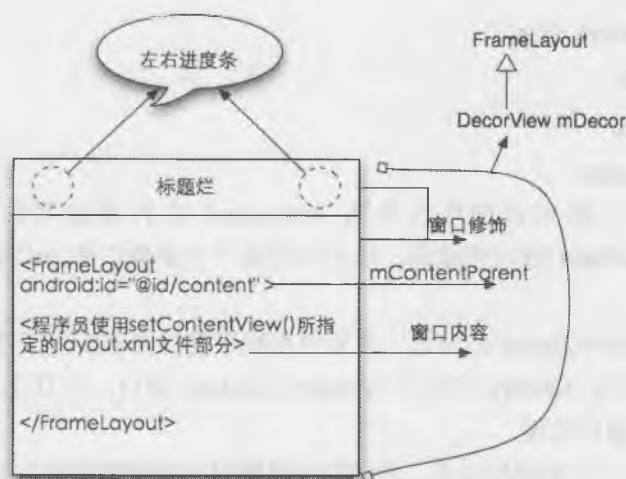 左右进度条
FrameLayout
DecorView mDecor
标题烂
窗口修饰
<FrameLayout
android:id="@id/content" >
mContentParent
<程序员使用setContentView()所指
定的layout.xml文件部分>
窗口内容
</FrameLayout>